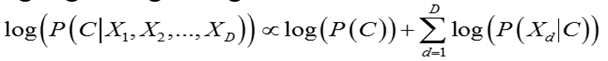 log(P(C|X₁, X₂,..., X_D)) ∝ log(P(C)) + ∑_{d=1}^{D} log(P(X_d|C))